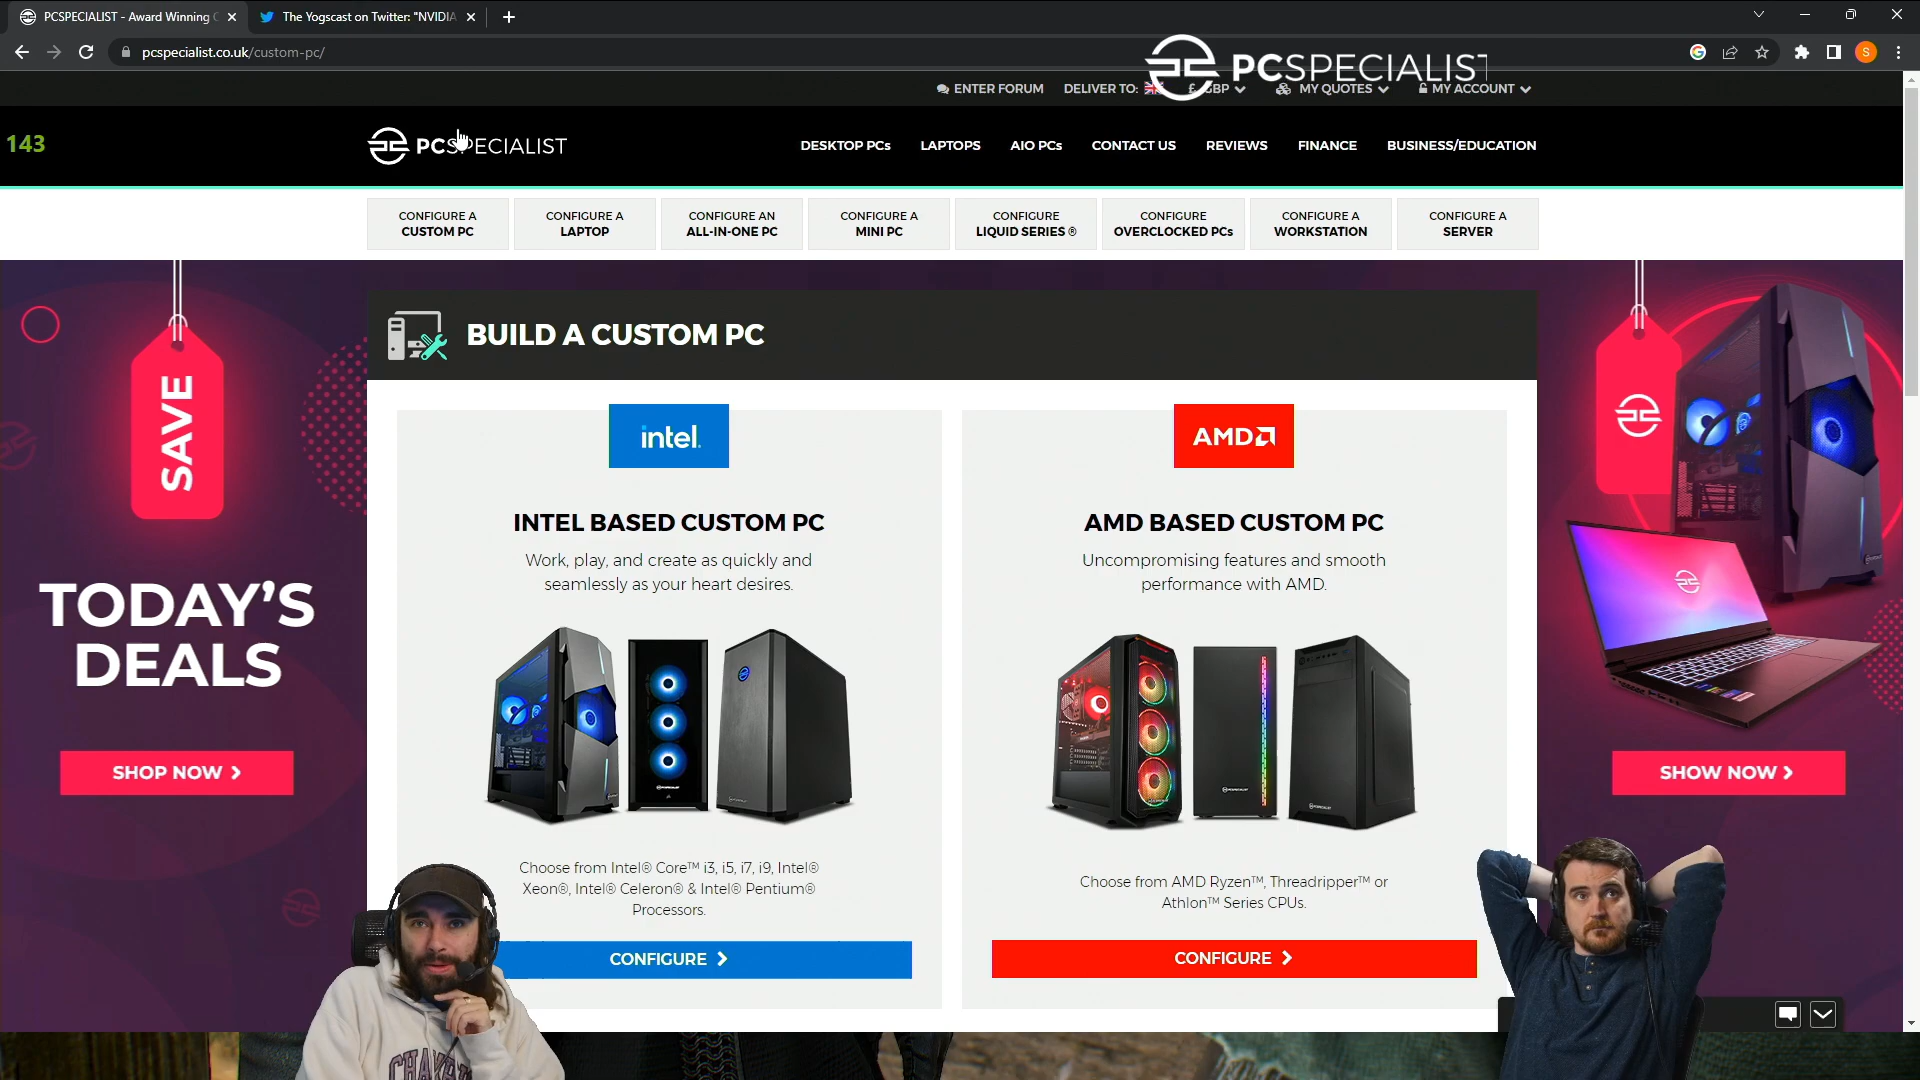 PCSPECIALIST - Award Winning C
The Yogscast on Twitter: "NVIDIA
pcspecialist.co.uk/custom-pc/
S
PCSPECIALIST
ENTER FORUM
DELIVER TO:
£ GBP
MY QUOTES
MY ACCOUNT
143
PCSPECIALIST
DESKTOP PCs
LAPTOPS
AIO PCs
CONTACT US
REVIEWS
FINANCE
BUSINESS/EDUCATION
CONFIGURE A
CUSTOM PC
CONFIGURE A
LAPTOP
CONFIGURE AN
ALL-IN-ONE PC
CONFIGURE A
MINI PC
CONFIGURE
LIQUID SERIES ®
CONFIGURE
OVERCLOCKED PCs
CONFIGURE A
WORKSTATION
CONFIGURE A
SERVER
SAVE
TODAY'S
DEALS
SHOP NOW
BUILD A CUSTOM PC
intel.
INTEL BASED CUSTOM PC
Work, play, and create as quickly and
seamlessly as your heart desires.
Choose from Intel® Core™ i3, i5, i7, i9, Intel®
Xeon®, Intel® Celeron® & Intel® Pentium®
Processors.
CONFIGURE
AMD
AMD BASED CUSTOM PC
Uncompromising features and smooth
performance with AMD.
Choose from AMD Ryzen™, Threadripper™ or
Athlon™ Series CPUs.
CONFIGURE
SHOW NOW